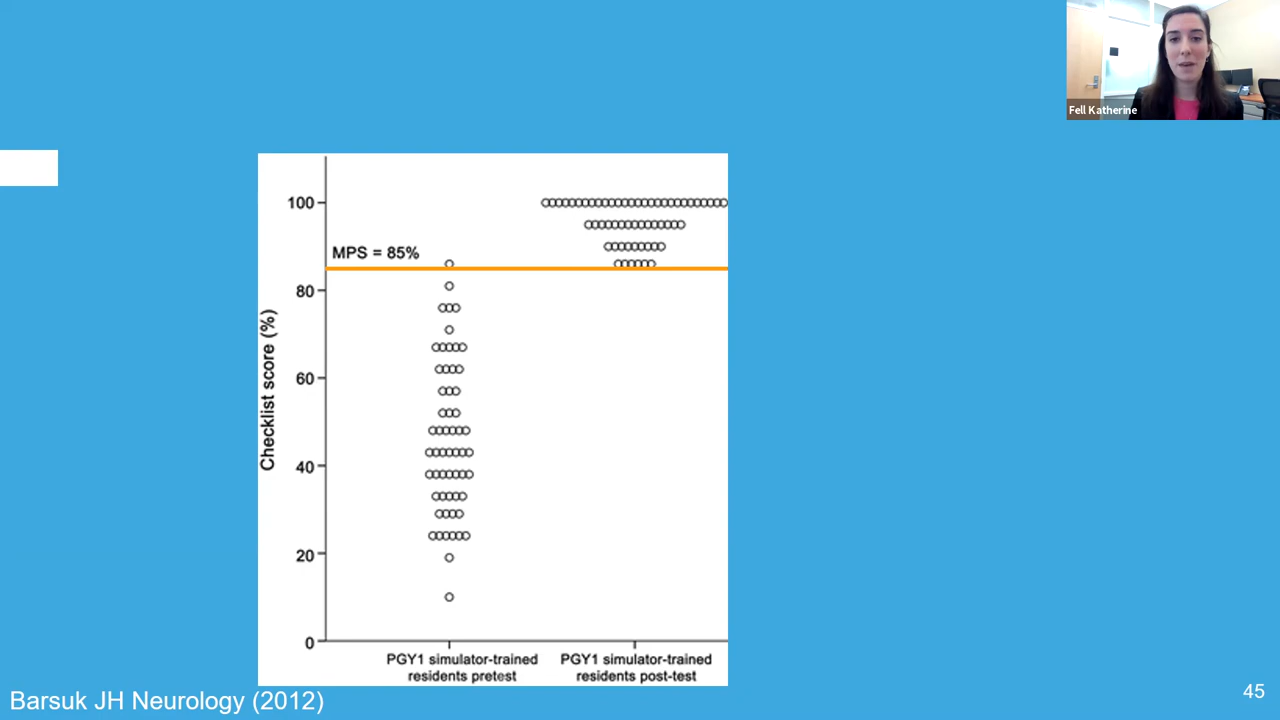 Fell Katherine
100
MPS = 85%
80
60
40
20
0
Checklist score (%)
PGY1 simulator-trained
residents pretest
PGY1 simulator-trained
residents post-test
Barsuk JH Neurology (2012)
45